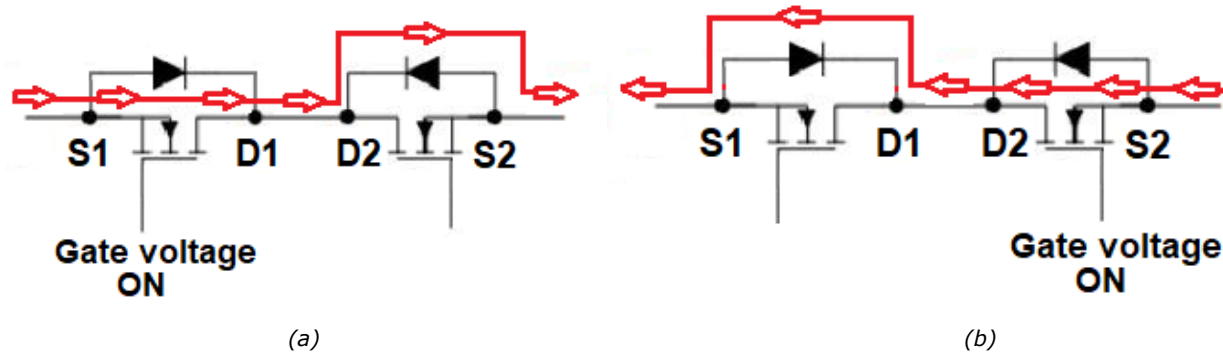 S1 D1 D2 S2
Gate voltage
ON
(a)
S1 D1 D2 S2
Gate voltage
ON
(b)